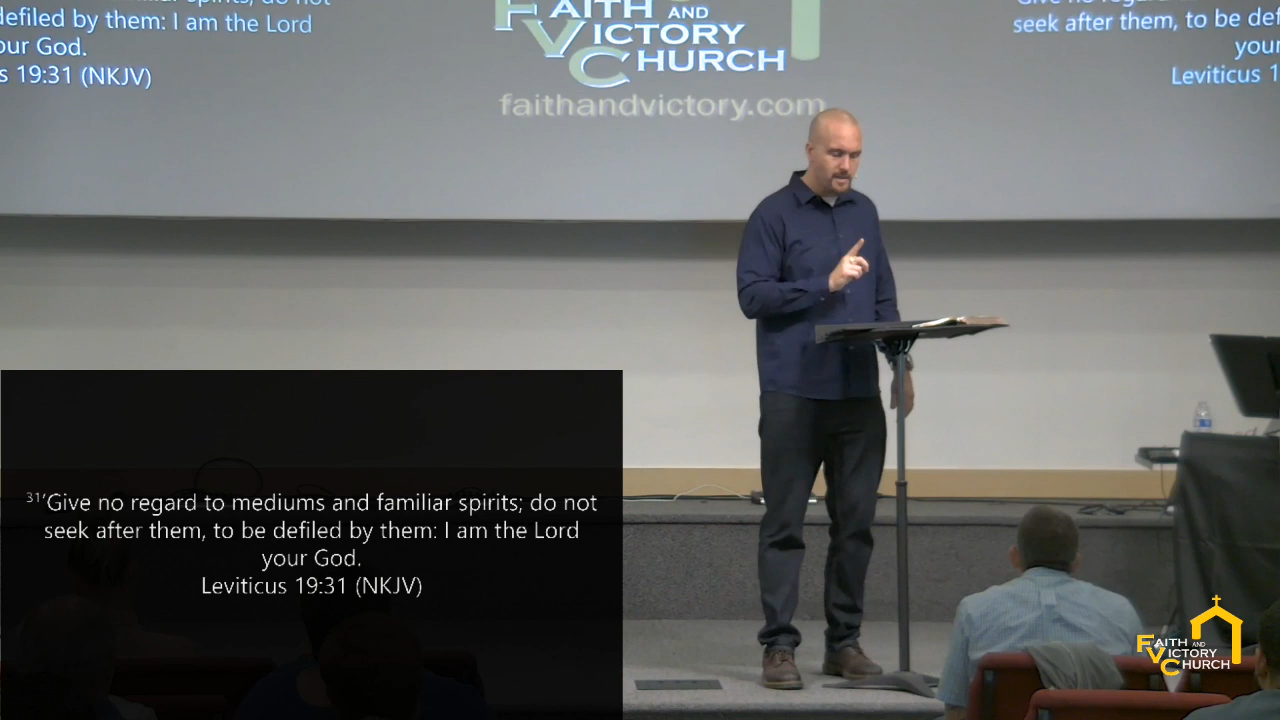 defiled by them: I am the Lord
our God.
s 19:31 (NKJV)
FAITH AND
VICTORY
CHURCH
faithandvictory.com
Give no regar
seek after them, to be def
your
Leviticus 1
31'Give no regard to mediums and familiar spirits; do not
seek after them, to be defiled by them: I am the Lord
your God.
Leviticus 19:31 (NKJV)
FAITH AND
VICTORY
CHURCH